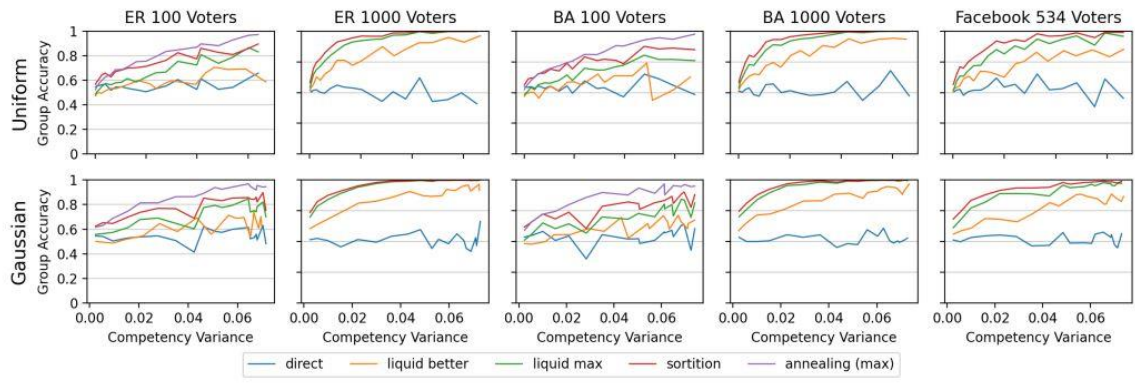 ER 100 Voters ER 1000 Voters BA 100 Voters BA 1000 Voters Facebook 534 Voters
Uniform
Group Accuracy
1
0.8
0.6
0.4
0.2
0
Gaussian
Group Accuracy
1
0.8
0.6
0.4
0.2
0
0.00 0.02 0.04 0.06 0.00 0.02 0.04 0.06 0.00 0.02 0.04 0.06 0.00 0.02 0.04 0.06 0.00 0.02 0.04 0.06
Competency Variance Competency Variance Competency Variance Competency Variance Competency Variance
direct liquid better liquid max sortition annealing (max)